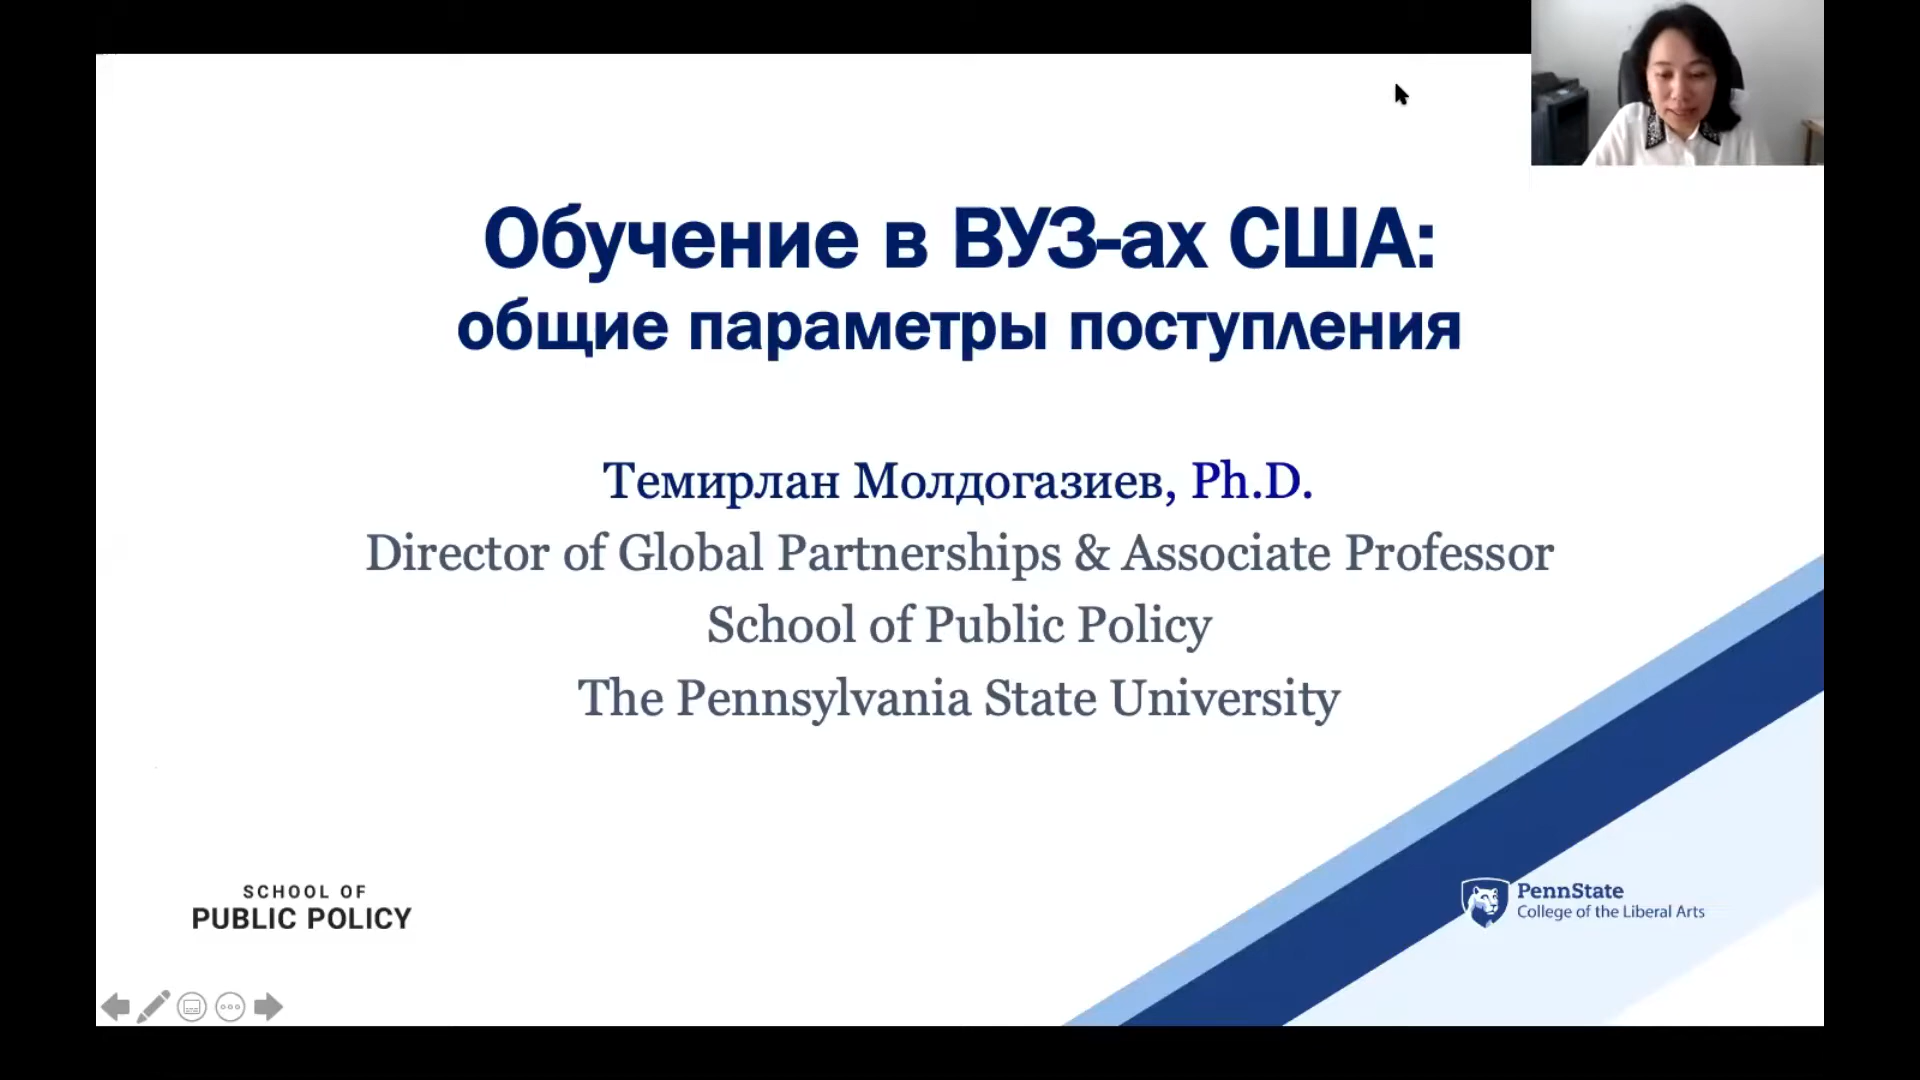 Обучение в ВУЗ-ах США:
общие параметры поступления
Темирлан Молдогазиев, Ph.D.
Director of Global Partnerships & Associate Professor
School of Public Policy
The Pennsylvania State University
SCHOOL OF
PUBLIC POLICY
PennState
College of the Liberal Arts